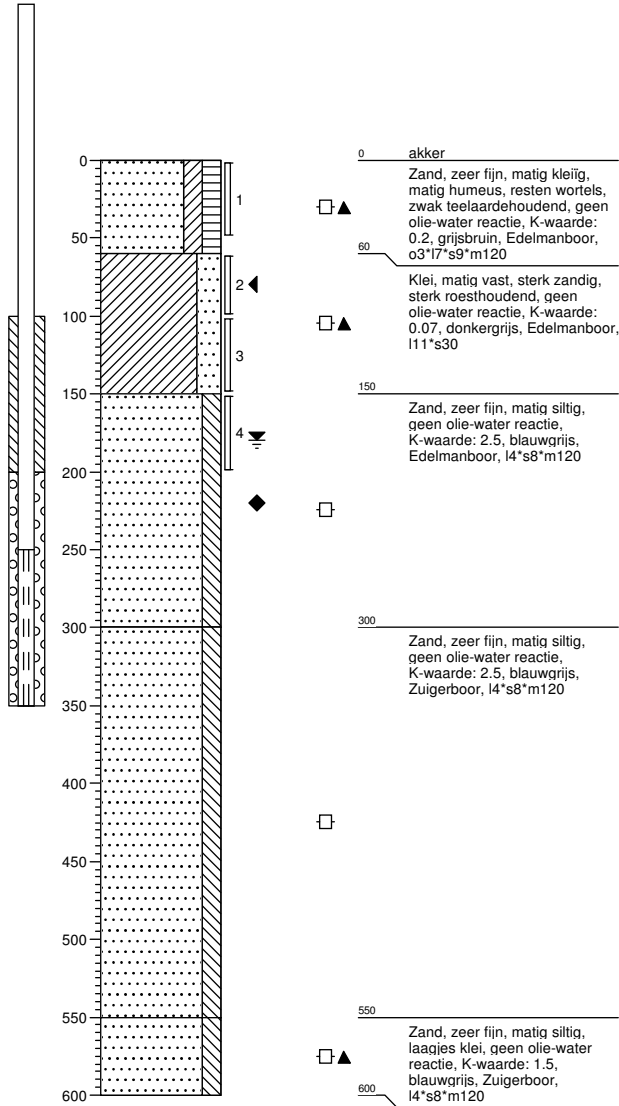 0
50
100
150
200
250
300
350
400
450
500
550
600
1
2
3
4
0 akker
Zand, zeer fijn, matig kleiïg,
matig humeus, resten wortels,
zwak teelaardehoudend, geen
olie-water reactie, K-waarde:
0.2, grijsbruin, Edelmanboor,
o3*l7*s9*m120
60
Klei, matig vast, sterk zandig,
sterk roesthoudend, geen
olie-water reactie, K-waarde:
0.07, donkergrijs, Edelmanboor,
l11*s30
150
Zand, zeer fijn, matig siltig,
geen olie-water reactie,
K-waarde: 2.5, blauwgrijs,
Edelmanboor, l4*s8*m120
300
Zand, zeer fijn, matig siltig,
geen olie-water reactie,
K-waarde: 2.5, blauwgrijs,
Zuigerboor, l4*s8*m120
550
Zand, zeer fijn, matig siltig,
laagjes klei, geen olie-water
reactie, K-waarde: 1.5,
blauwgrijs, Zuigerboor,
l4*s8*m120
600